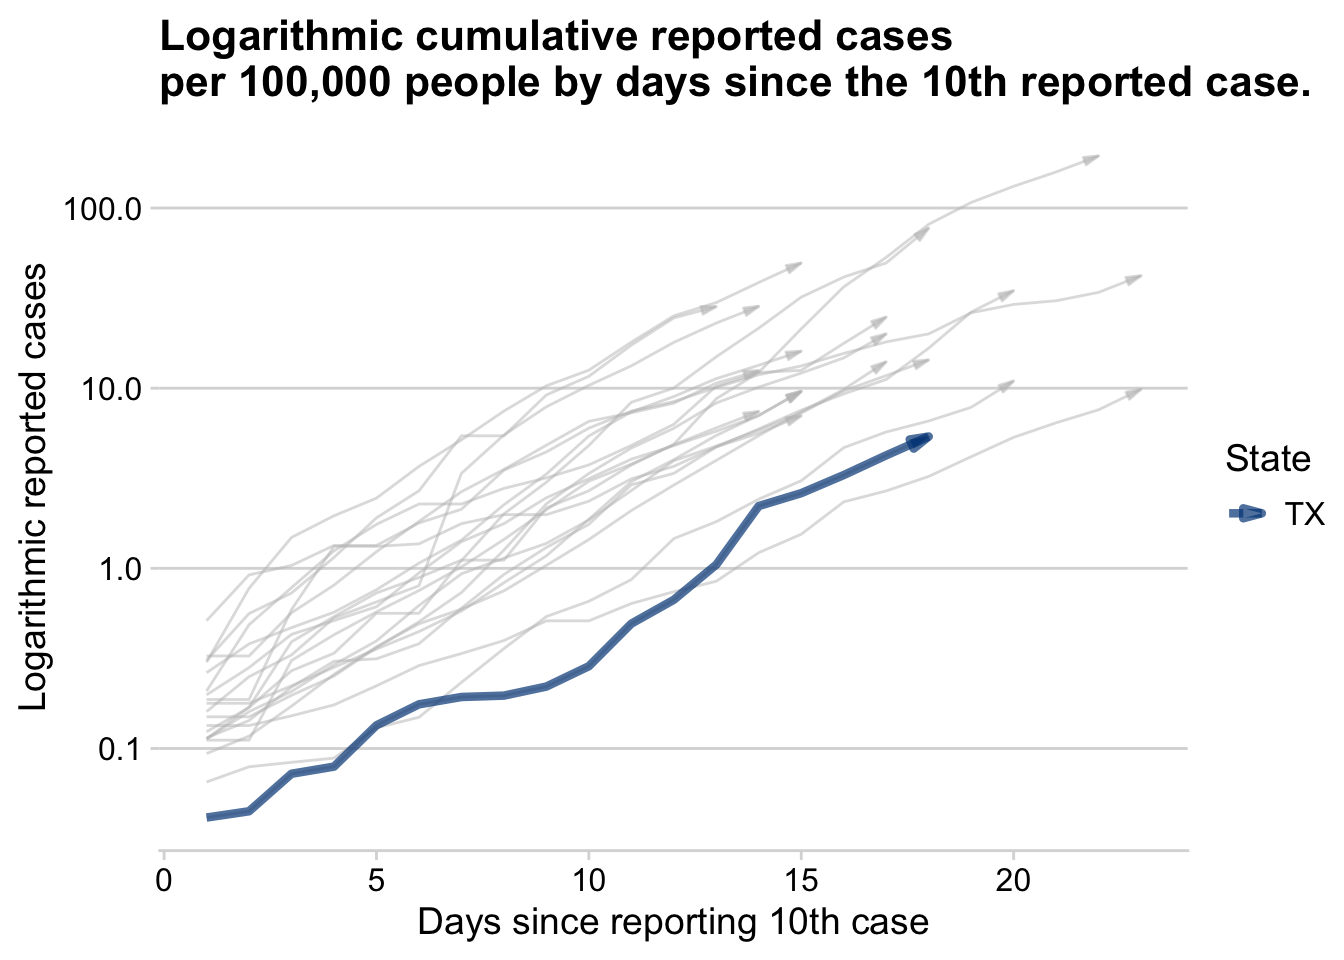 Logarithmic cumulative reported cases
per 100,000 people by days since the 10th reported case.
Logarithmic reported cases
100.0
10.0
1.0
0.1
0
5
10
15
20
Days since reporting 10th case
State
TX